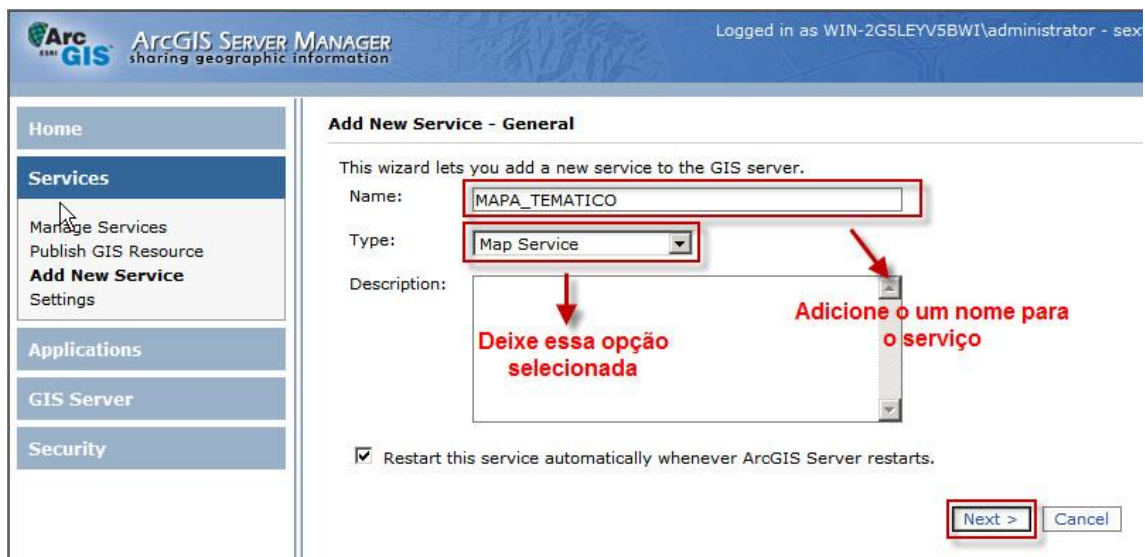 Arc
ESRI GIS
ArcGIS Server Manager
sharing geographic information
Logged in as WIN-2G5LEYV5BWI\administrator - sex
Home
Services
Manage Services
Publish GIS Resource
Add New Service
Settings
Applications
GIS Server
Security
Add New Service - General
This wizard lets you add a new service to the GIS server.
Name: MAPA_TEMATICO
Type: Map Service
Description:
Deixe essa opção
selecionada
Adicione o um nome para
o serviço
Restart this service automatically whenever ArcGIS Server restarts.
Next > Cancel